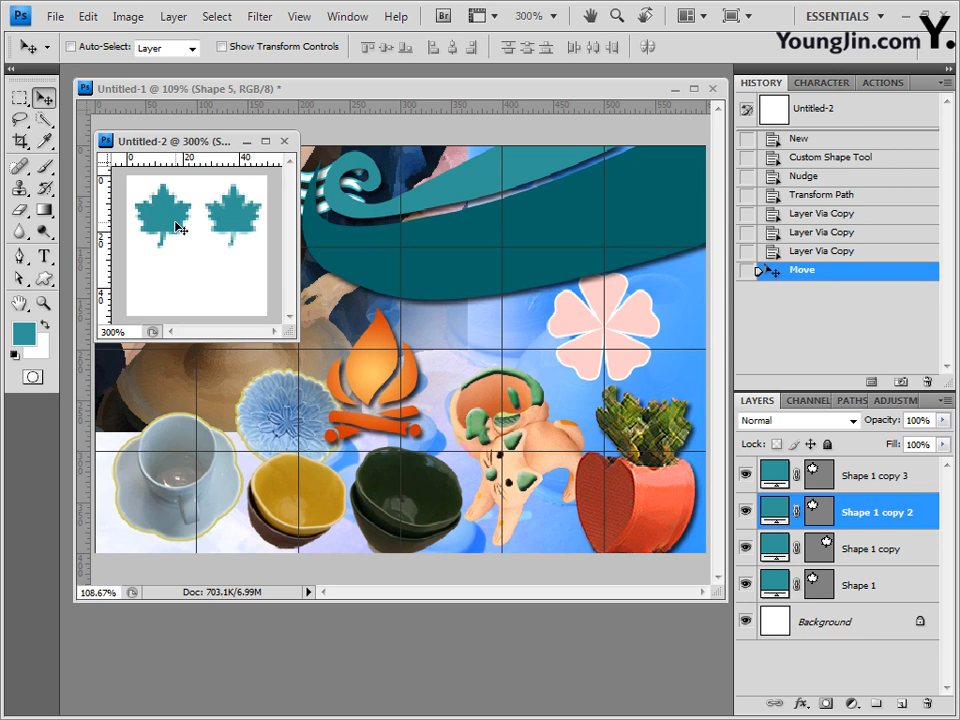 Ps File Edit Image Layer Select Filter View Window Help Br 300% ESSENTIALS
YoungJin.com Y.
Auto-Select: Layer Show Transform Controls
Ps Untitled-1 @ 109% (Shape 5, RGB/8) *
HISTORY CHARACTER ACTIONS
Untitled-2
Ps Untitled-2 @ 300% (S...
New
Custom Shape Tool
Nudge
Transform Path
Layer Via Copy
Layer Via Copy
Layer Via Copy
Move
300%
LAYERS CHANNEL PATHS ADJUSTM
Normal Opacity: 100%
Lock: Fill: 100%
Shape 1 copy 3
Shape 1 copy 2
Shape 1 copy
Shape 1
Background
108.67% Doc: 703.1K/6.99M